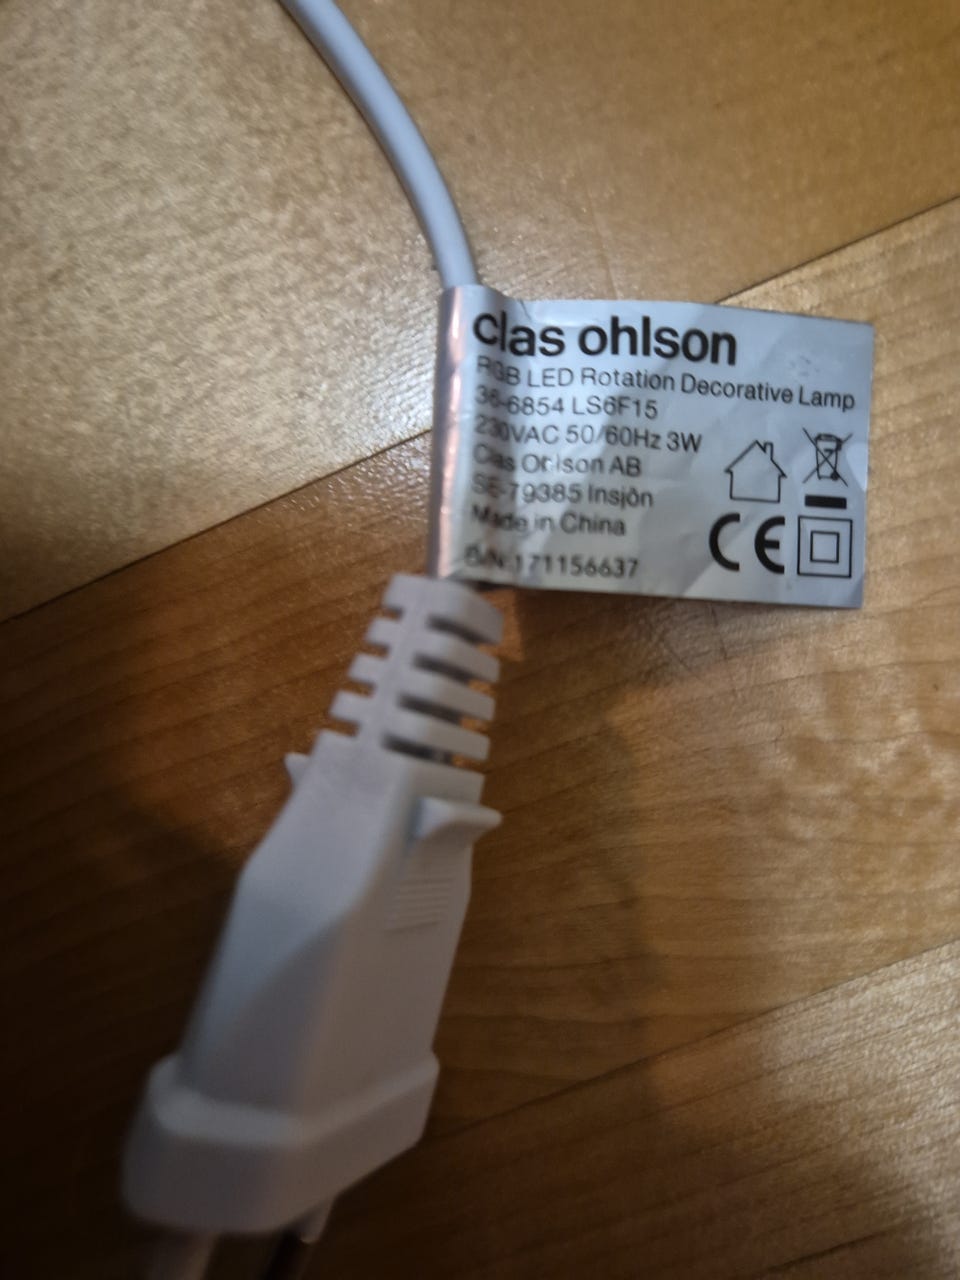 clas ohlson
RGB LED Rotation Decorative Lamp
36-6854 LS6F15
230VAC 50/60Hz 3W
Clas Ohlson AB
SE-79385 Insjön
Made in China
B/N:171156637
CE